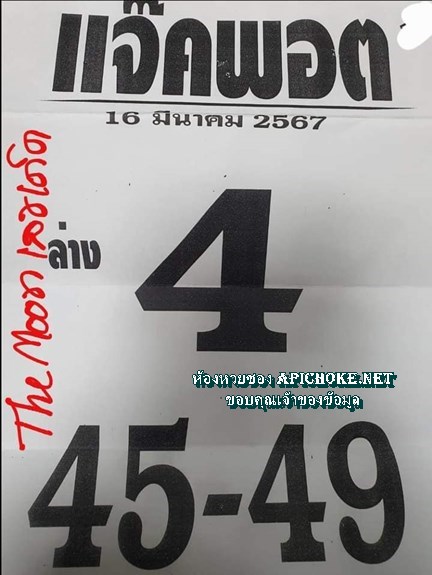 แจ๊คพอต
16 มีนาคม 2567
The Moon เลขเด็ด
ล่าง
4
ห้องหวยซอง APICHOKE.NET
ขอบคุณเจ้าของข้อมูล
45-49